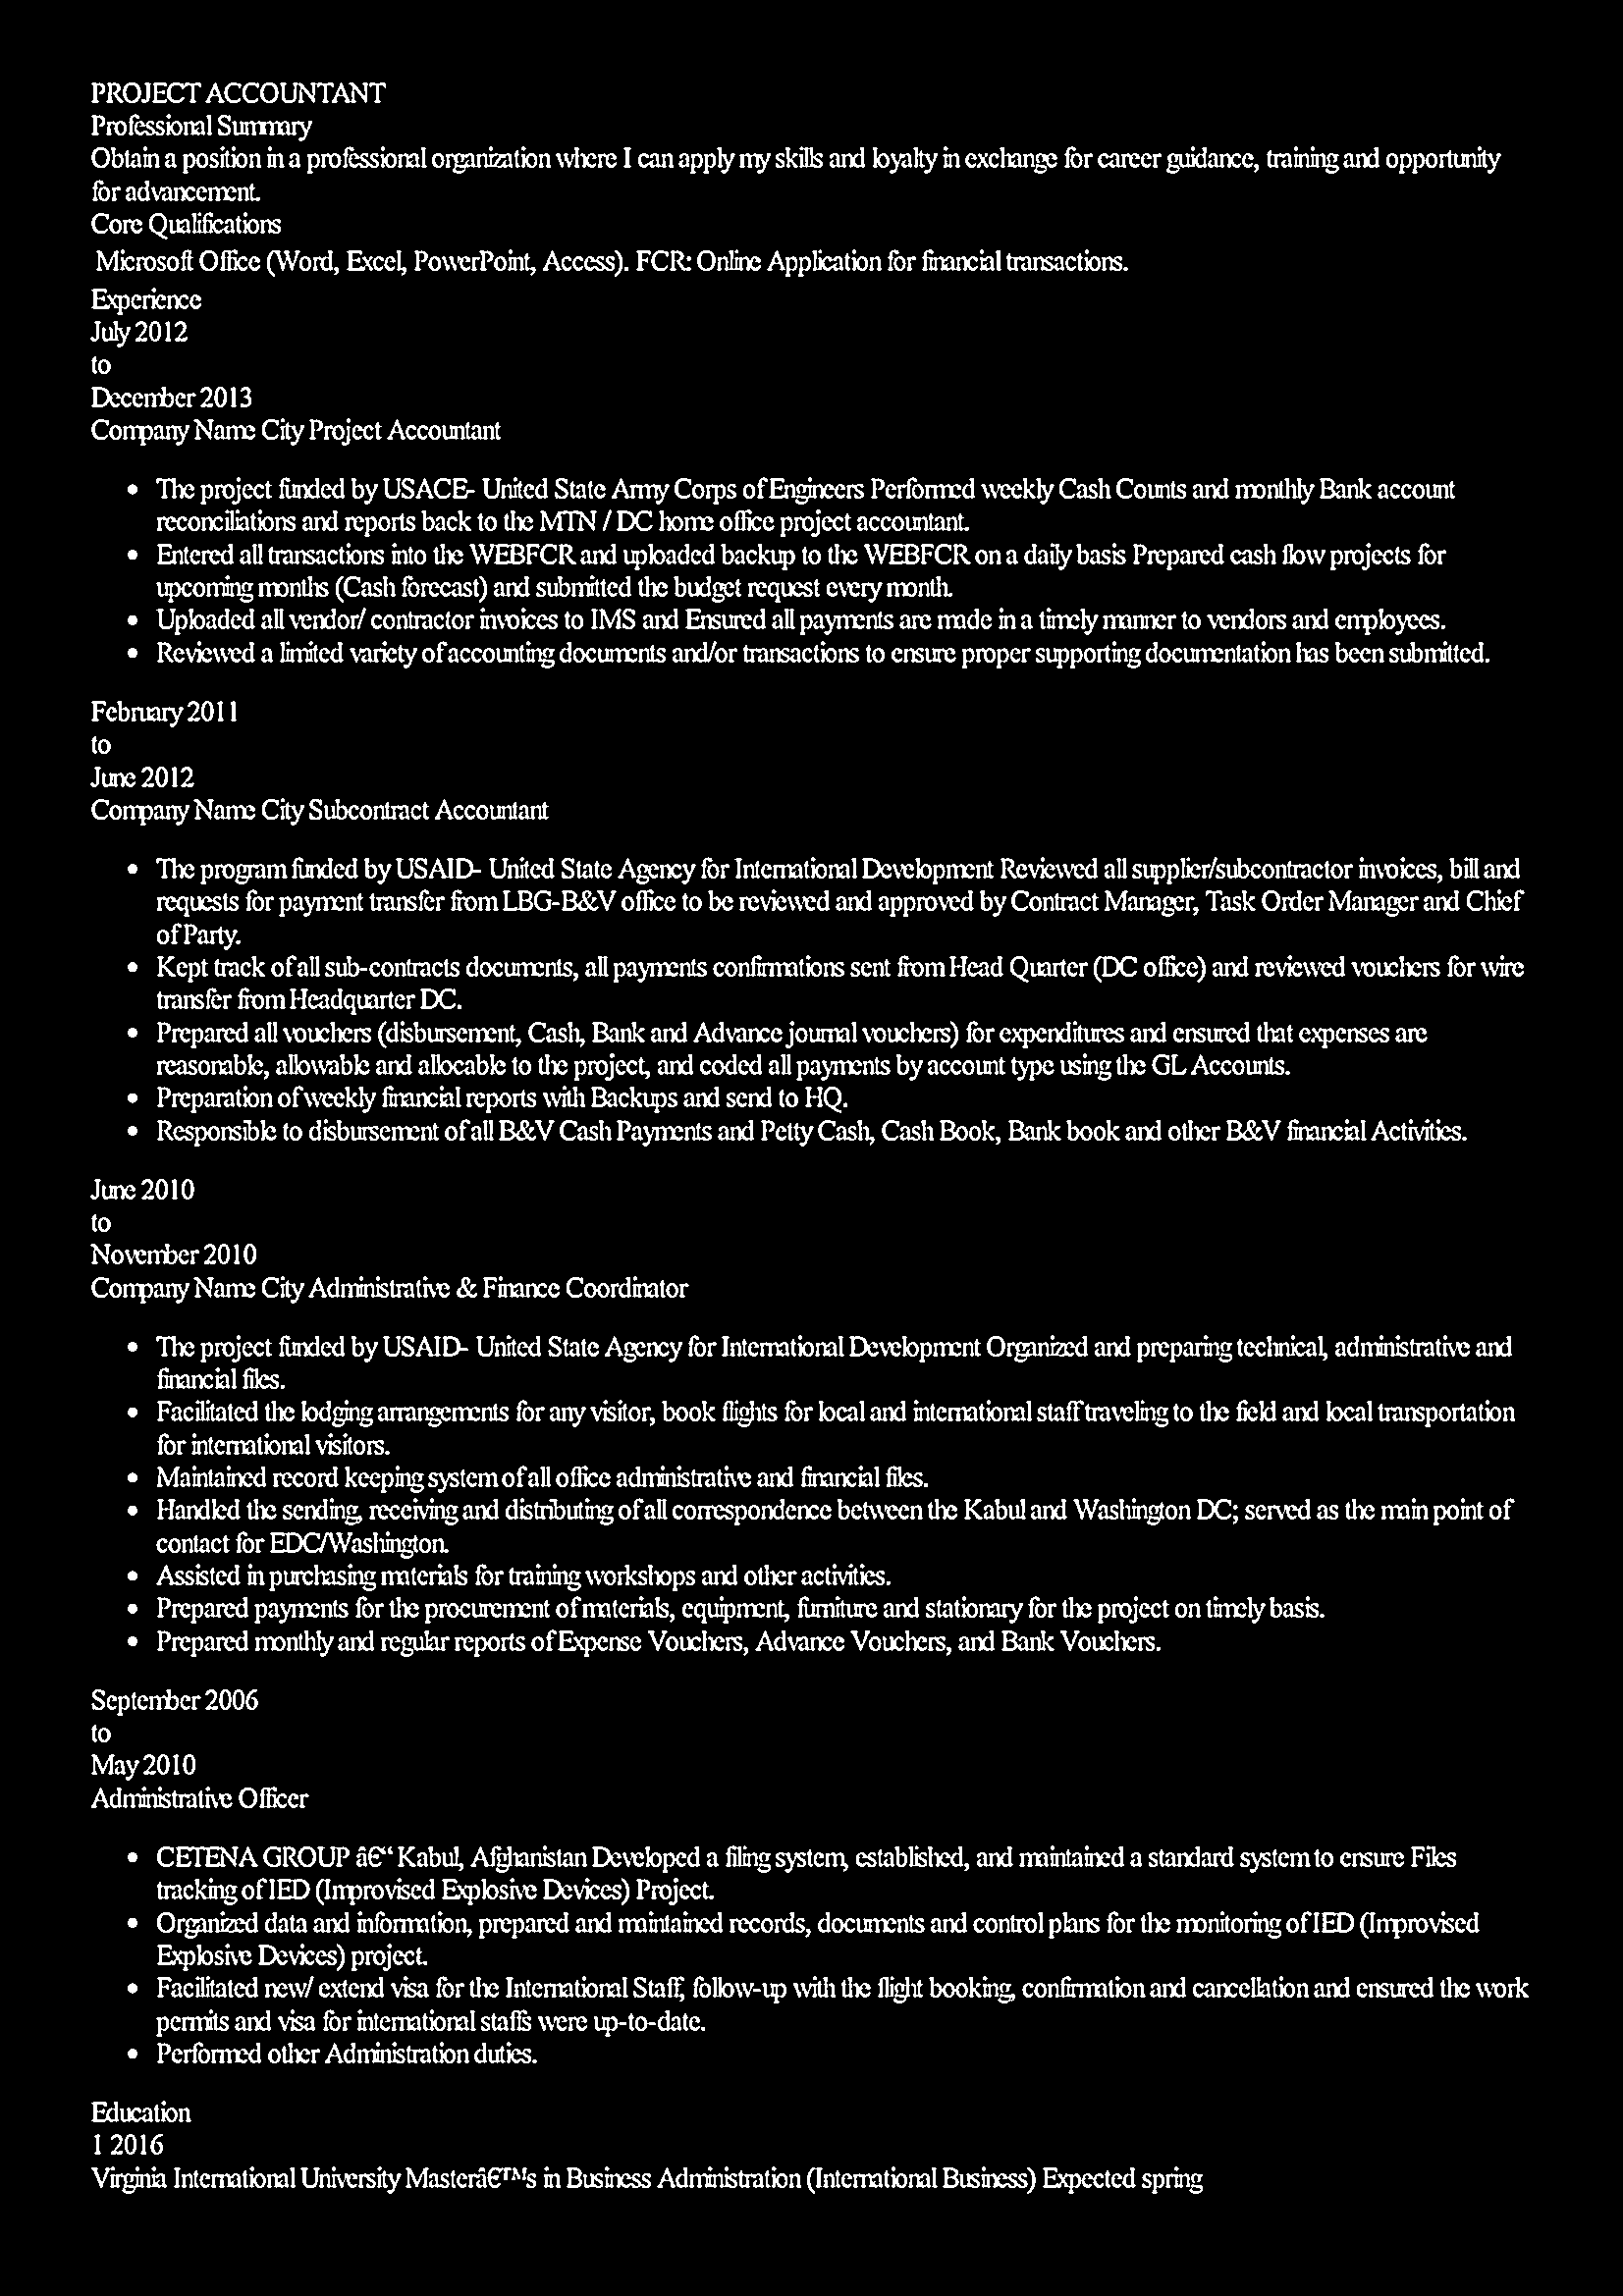 PROJECT ACCOUNTANT
Professional Summary
Obtain a position in a professional organization where I can apply my skills and loyalty in exchange for career guidance, training and opportunity
for advancement.
Core Qualifications
Microsoft Office (Word, Excel, PowerPoint, Access). FCR: Online Application for financial transactions.
Experience
July 2012
to
December 2013
Company Name City Project Accountant
• The project funded by USACE- United State Army Corps of Engineers Performed weekly Cash Counts and monthly Bank account
reconciliations and reports back to the MTN / DC home office project accountant.
• Entered all transactions into the WEBFCR and uploaded backup to the WEBFCR on a daily basis Prepared cash flow projects for
upcoming months (Cash forecast) and submitted the budget request every month.
• Uploaded all vendor/ contractor invoices to IMS and Ensured all payments are made in a timely manner to vendors and employees.
• Reviewed a limited variety of accounting documents and/or transactions to ensure proper supporting documentation has been submitted.
February 2011
to
June 2012
Company Name City Subcontract Accountant
• The program funded by USAID- United State Agency for International Development Reviewed all supplier/subcontractor invoices, bill and
requests for payment transfer from LBG-B&V office to be reviewed and approved by Contract Manager, Task Order Manager and Chief
of Party.
• Kept track of all sub-contracts documents, all payments confirmations sent from Head Quarter (DC office) and reviewed vouchers for wire
transfer from Headquarter DC.
• Prepared all vouchers (disbursement, Cash, Bank and Advance journal vouchers) for expenditures and ensured that expenses are
reasonable, allowable and allocable to the project, and coded all payments by account type using the GL Accounts.
• Preparation of weekly financial reports with Backups and send to HQ.
• Responsible to disbursement of all B&V Cash Payments and Petty Cash, Cash Book, Bank book and other B&V financial Activities.
June 2010
to
November 2010
Company Name City Administrative & Finance Coordinator
• The project funded by USAID- United State Agency for International Development Organized and preparing technical, administrative and
financial files.
• Facilitated the lodging arrangements for any visitor, book flights for local and international staff traveling to the field and local transportation
for international visitors.
• Maintained record keeping system of all office administrative and financial files.
• Handled the sending, receiving and distributing of all correspondence between the Kabul and Washington DC; served as the main point of
contact for EDC/Washington.
• Assisted in purchasing materials for training workshops and other activities.
• Prepared payments for the procurement of materials, equipment, furniture and stationary for the project on timely basis.
• Prepared monthly and regular reports of Expense Vouchers, Advance Vouchers, and Bank Vouchers.
September 2006
to
May 2010
Administrative Officer
• CETENA GROUP â€“ Kabul, Afghanistan Developed a filing system, established, and maintained a standard system to ensure Files
tracking of IED (Improvised Explosive Devices) Project.
• Organized data and information, prepared and maintained records, documents and control plans for the monitoring of IED (Improvised
Explosive Devices) project.
• Facilitated new/ extend visa for the International Staff, follow-up with the flight booking, confirmation and cancellation and ensured the work
permits and visa for international staffs were up-to-date.
• Performed other Administration duties.
Education
1 2016
Virginia International University Masterâ€™s in Business Administration (International Business) Expected spring